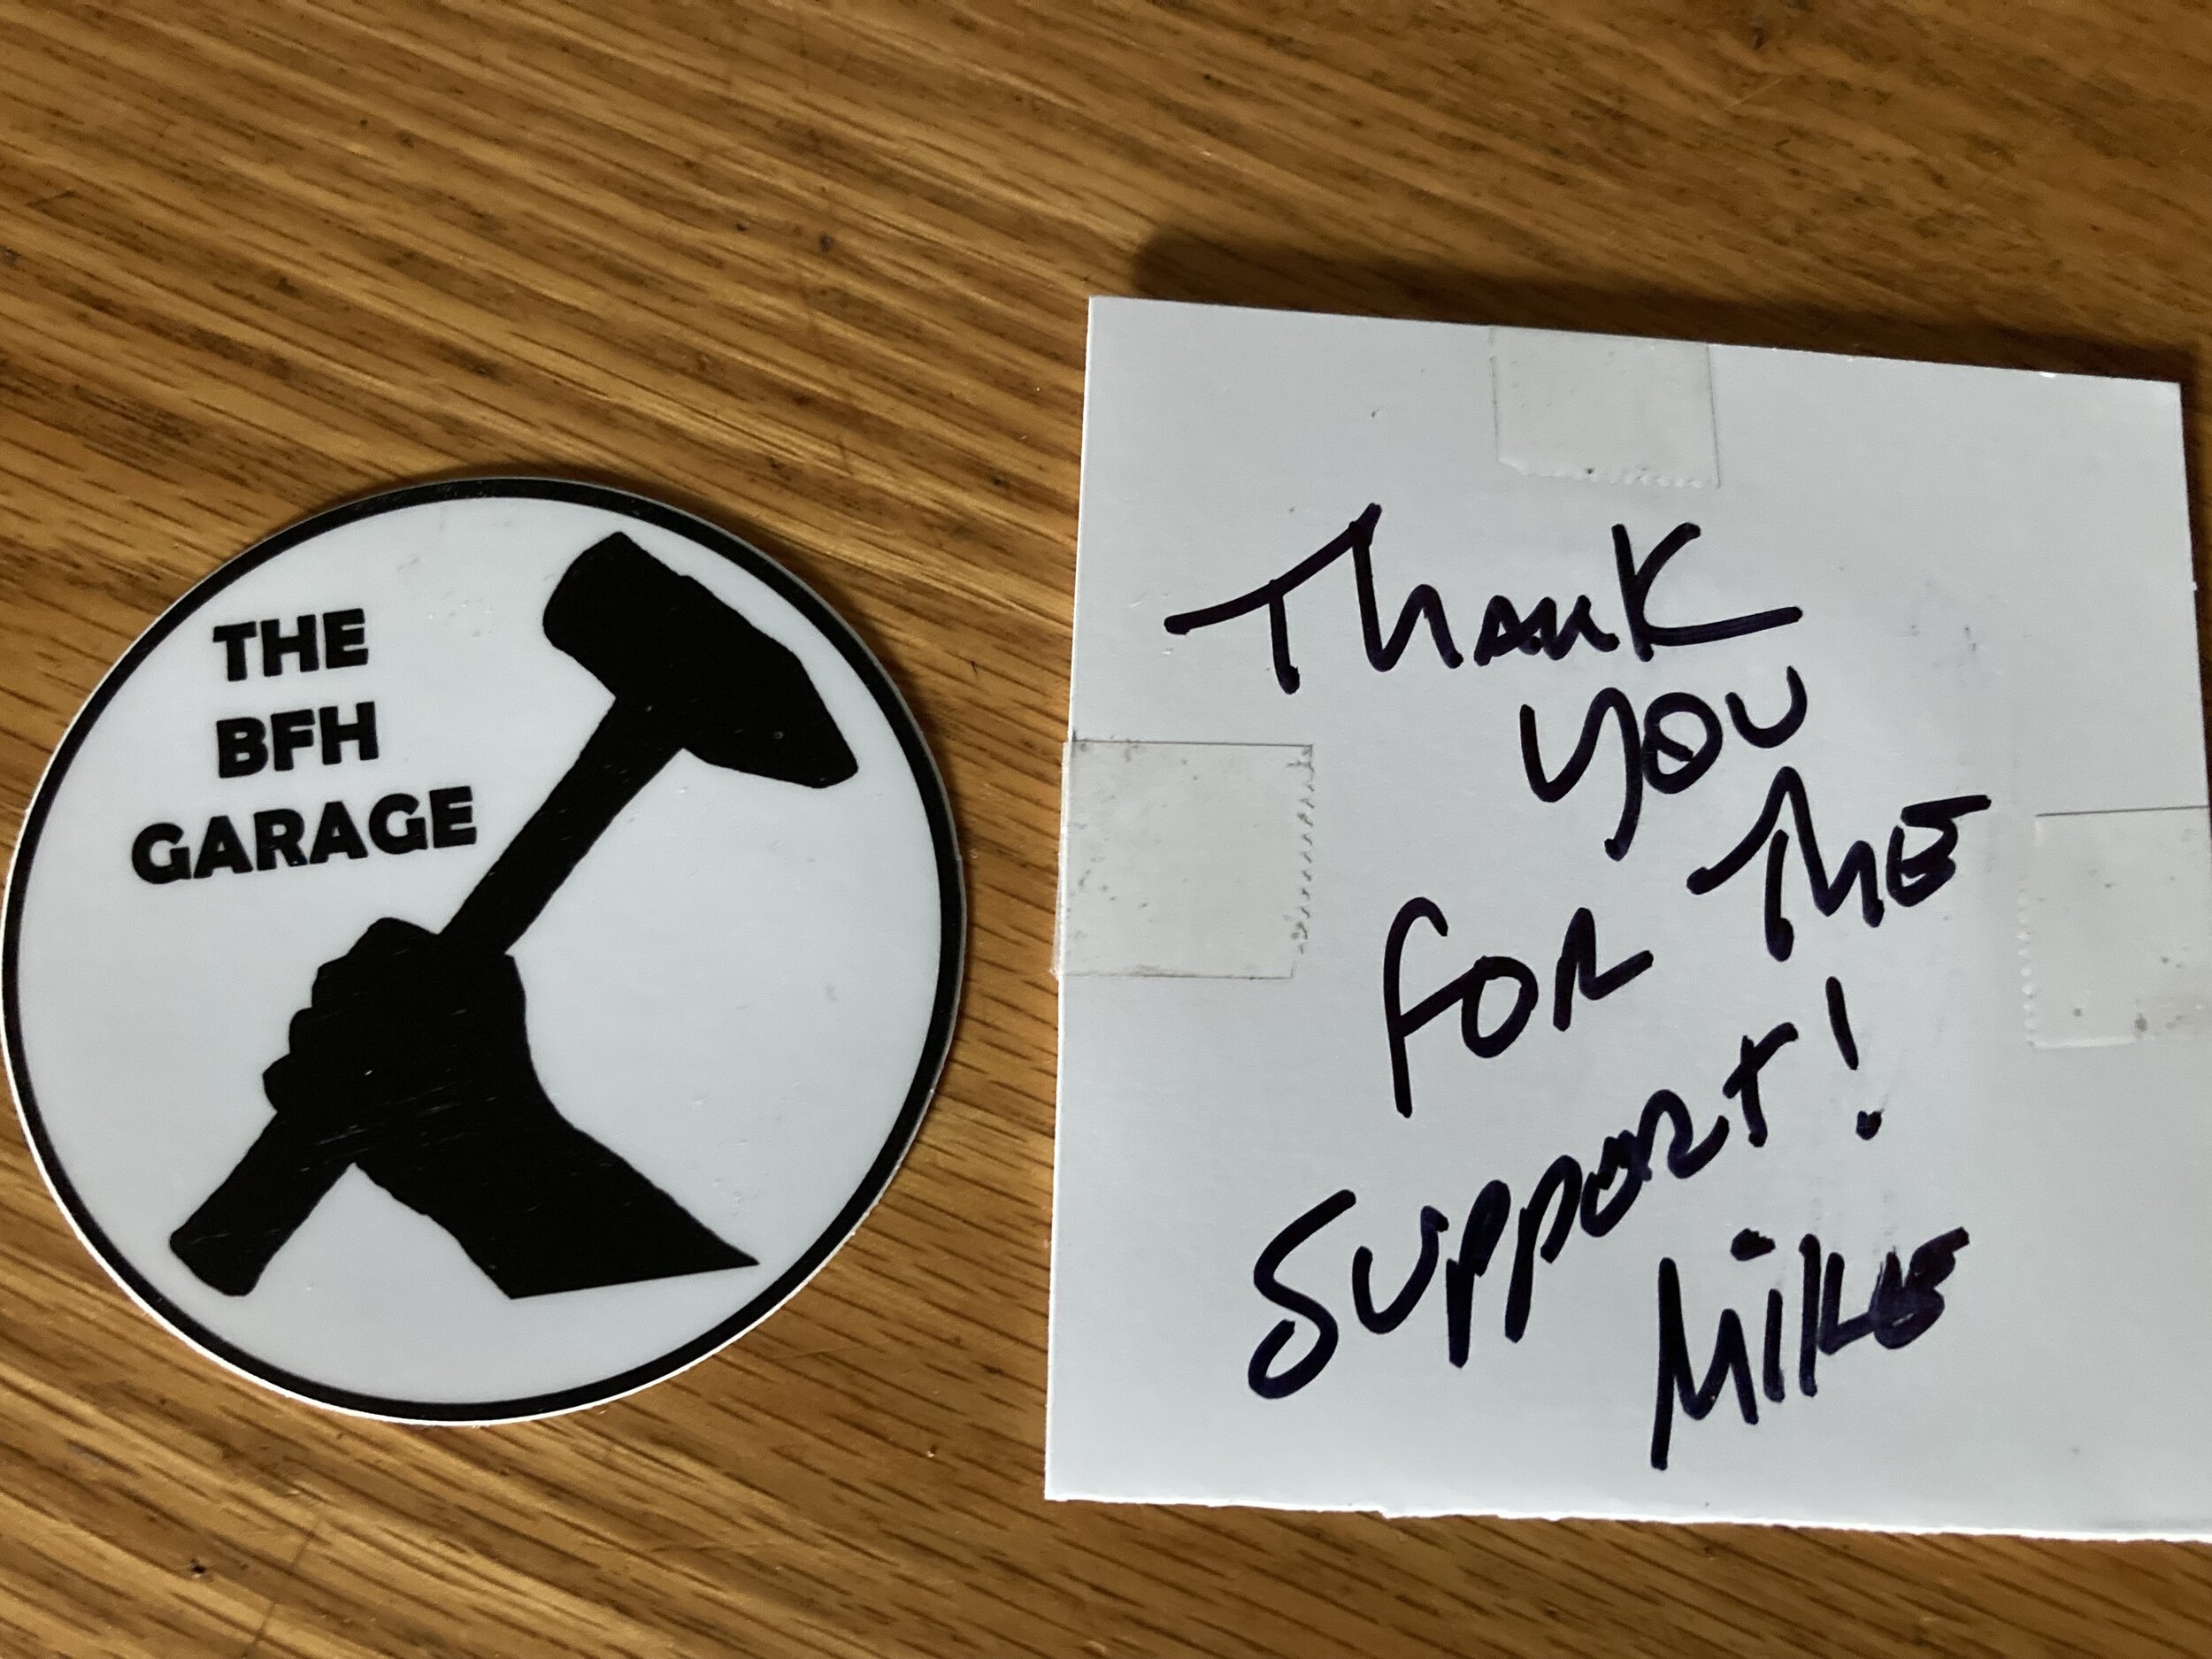 THE
BFH
GARAGE
Thank
you
for the
support!
Mike